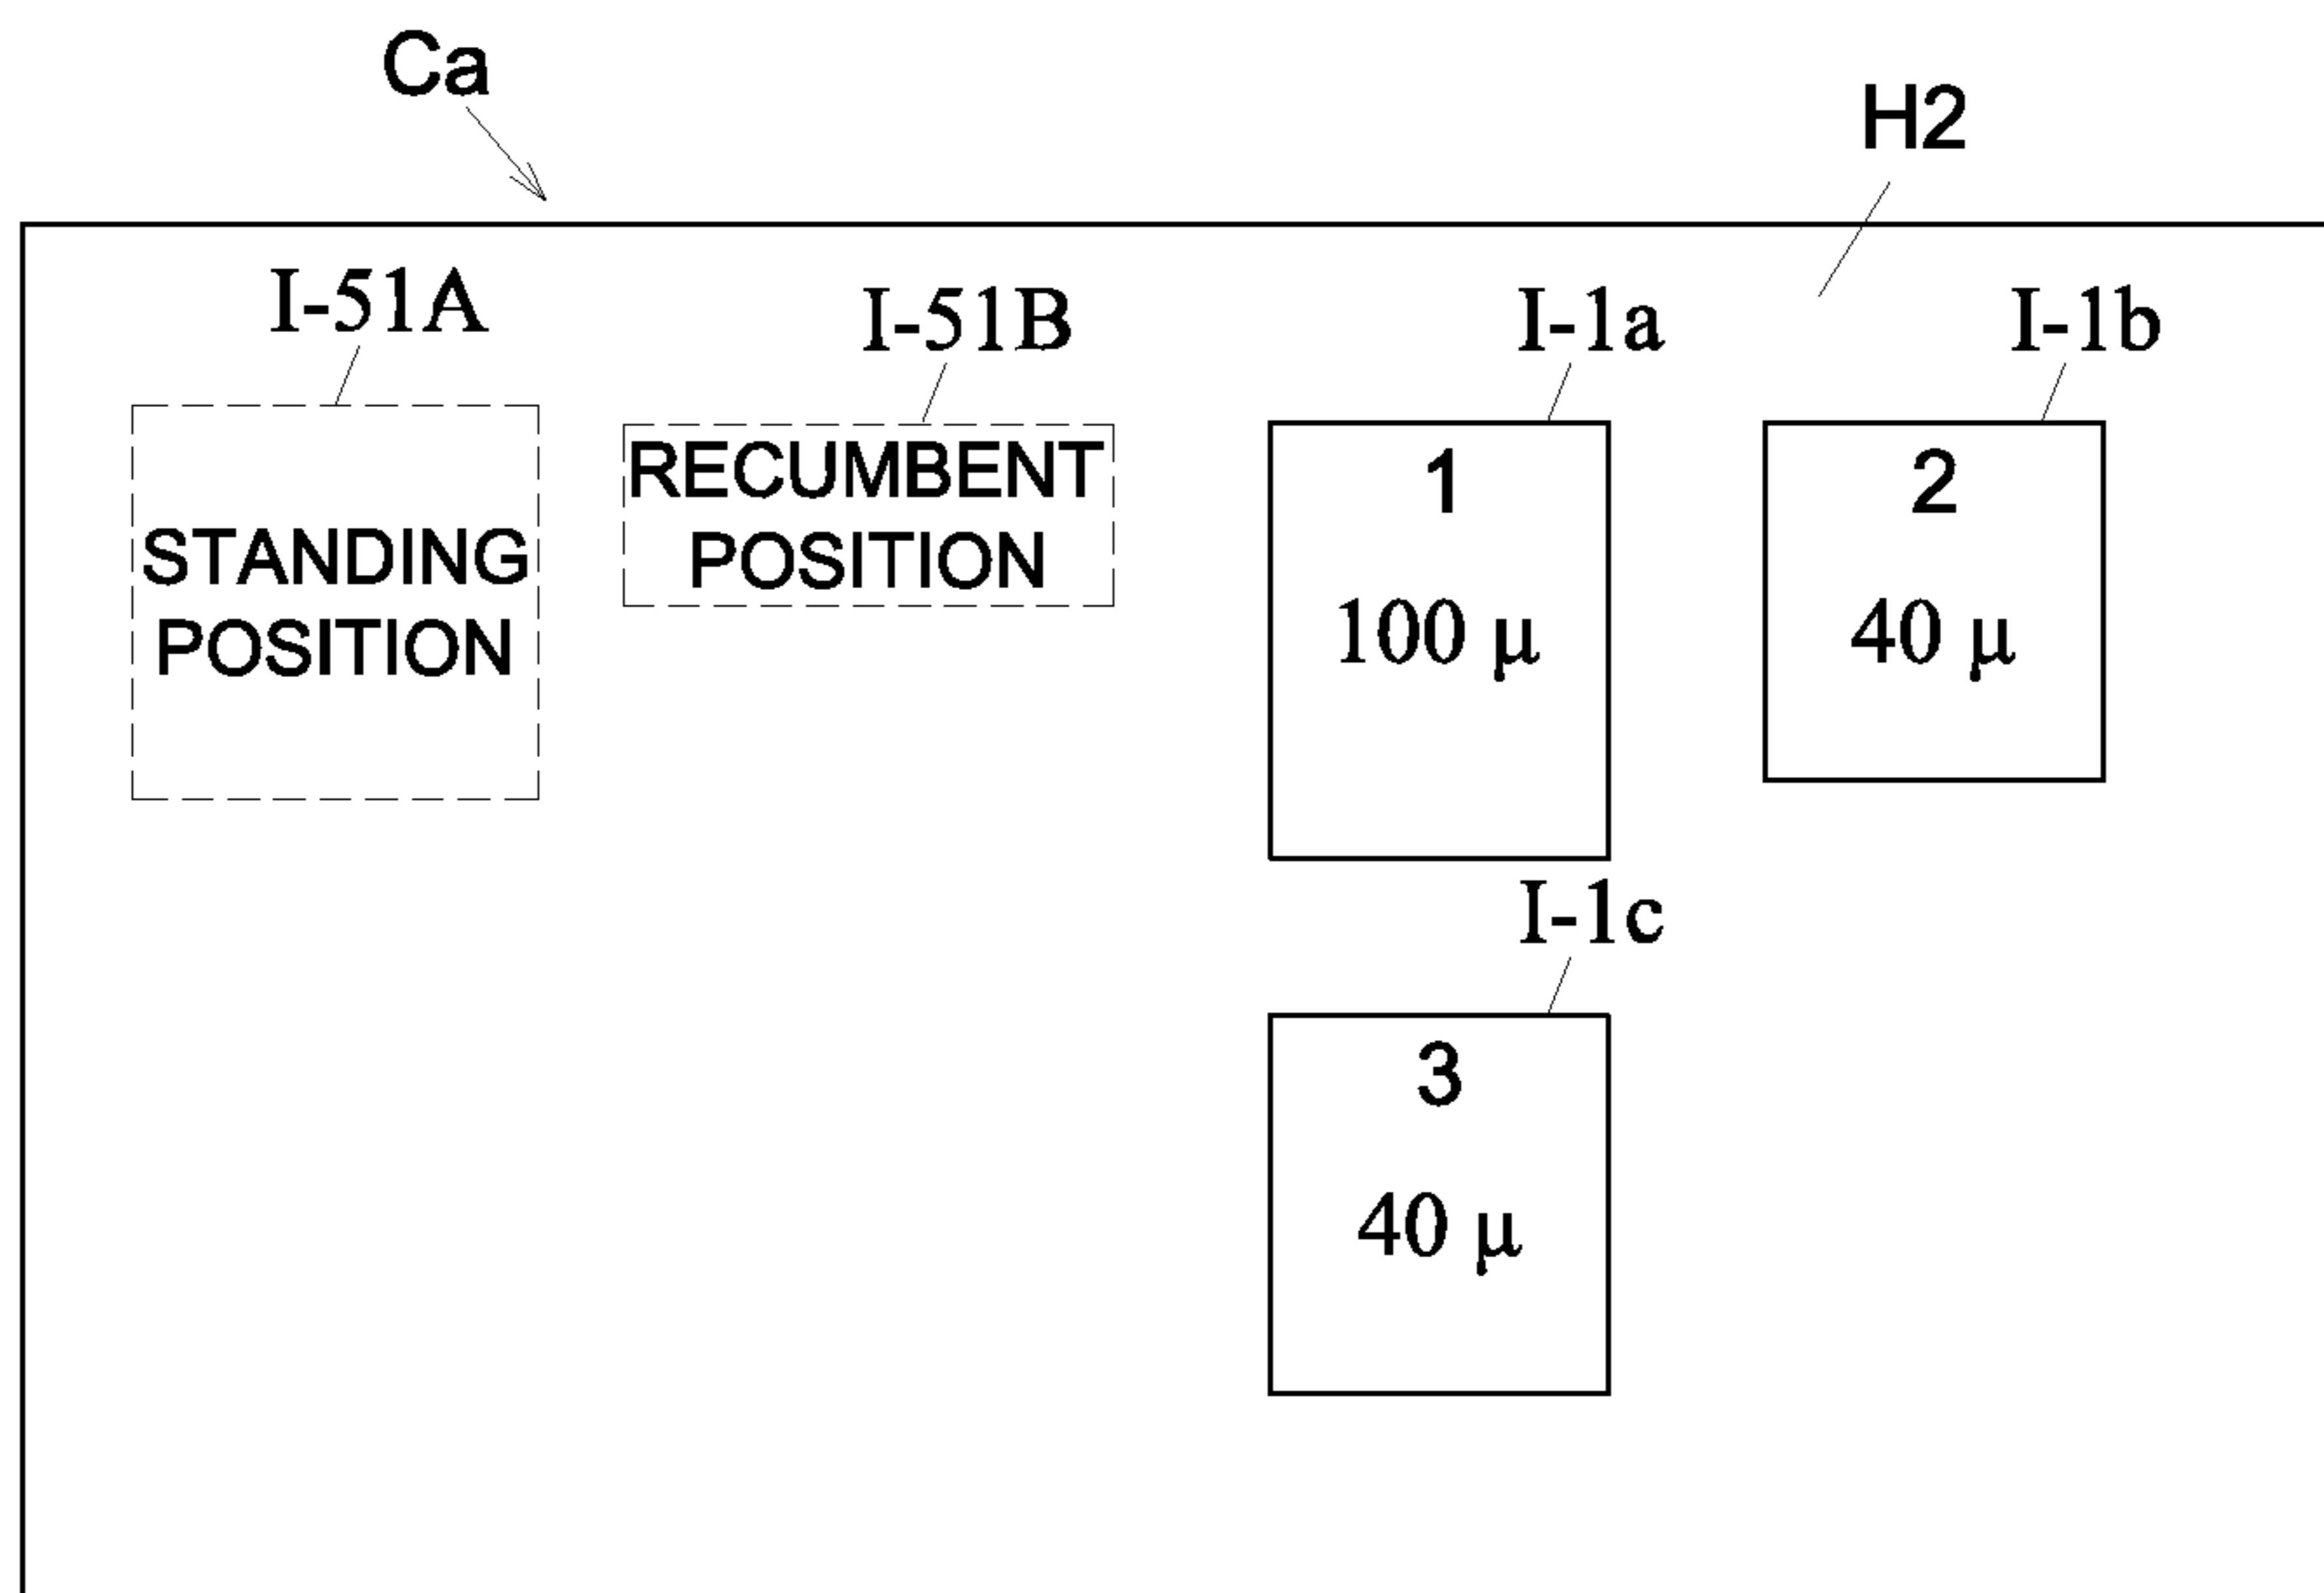 Ca
H2
I-51A
I-51B
I-1a
I-1b
STANDING
POSITION
RECUMBENT
POSITION
1
100 μ
2
40 μ
I-1c
3
40 μ